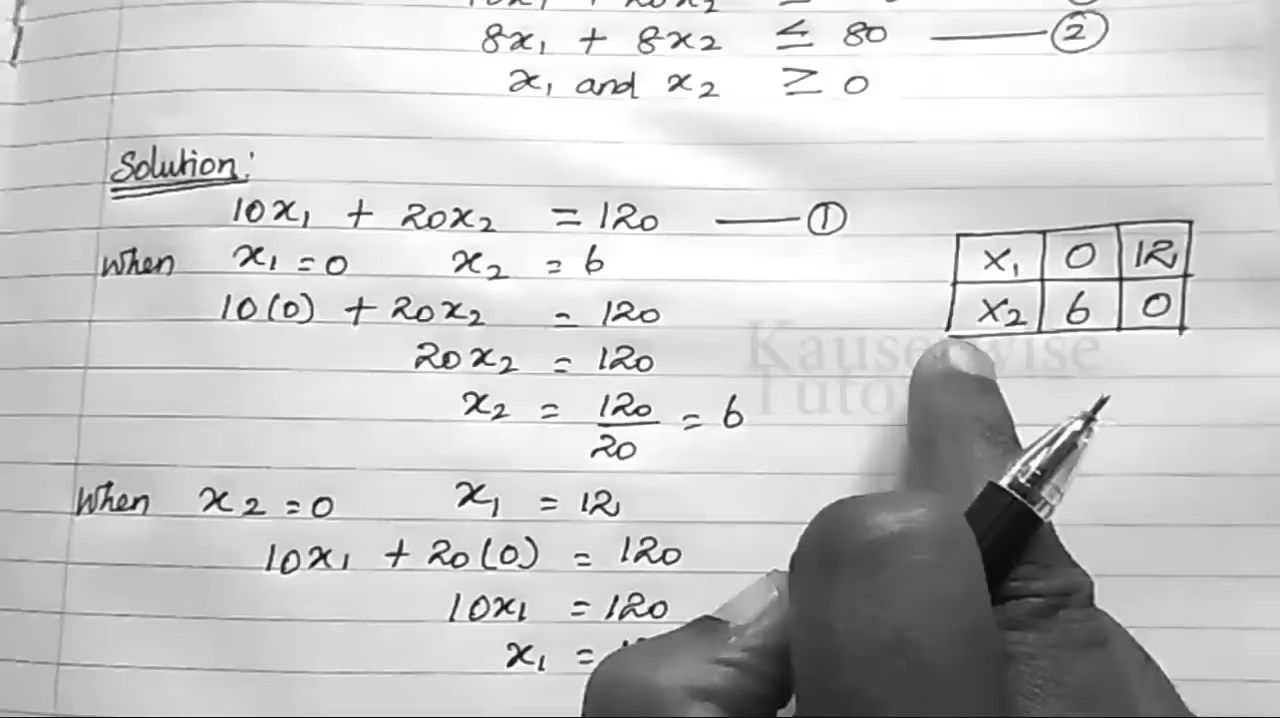 8x₁ + 8x₂ ≤ 80 —— ②
x₁ and x₂ ≥ 0
Solution:
10x₁ + 20x₂ = 120 —— ①
When x₁ = 0 x₂ = 6
10(0) + 20x₂ = 120
20x₂ = 120
x₂ = 120/20 = 6
When x₂ = 0 x₁ = 12
10x₁ + 20(0) = 120
10x₁ = 120
x₁ =
x₁ 0 12
x₂ 6 0
Kauserwise